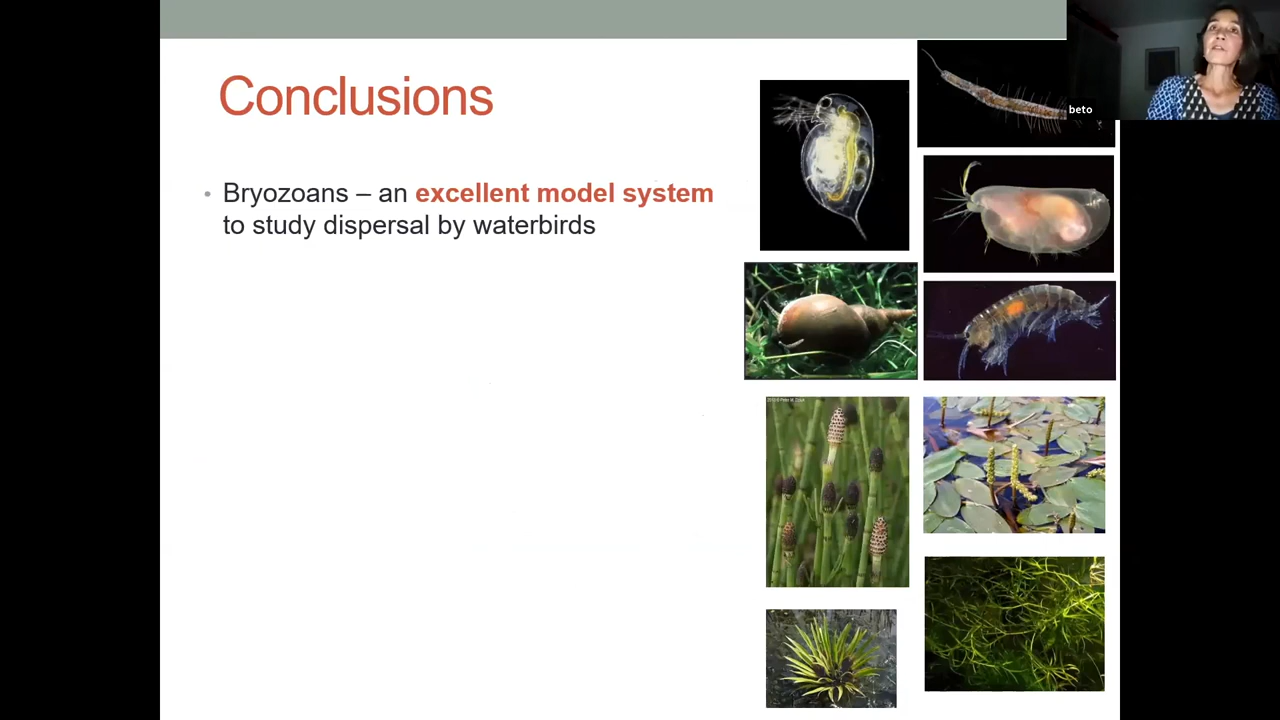 Conclusions
beto
• Bryozoans – an excellent model system
to study dispersal by waterbirds